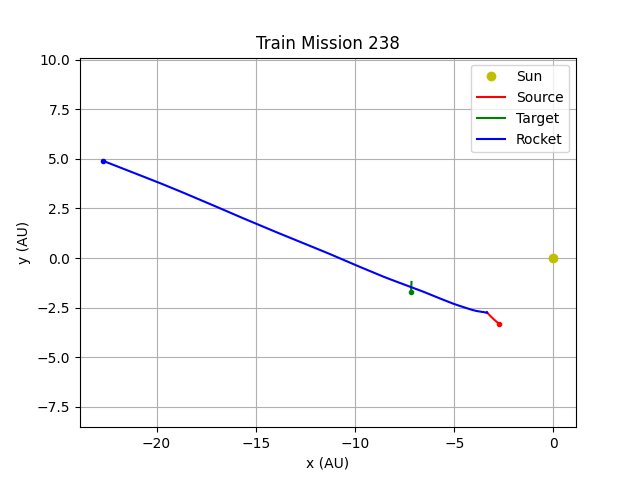 Train Mission 238
Sun
Source
Target
Rocket
y (AU)
10.0
7.5
5.0
2.5
0.0
−2.5
−5.0
−7.5
−20
−15
−10
−5
0
x (AU)